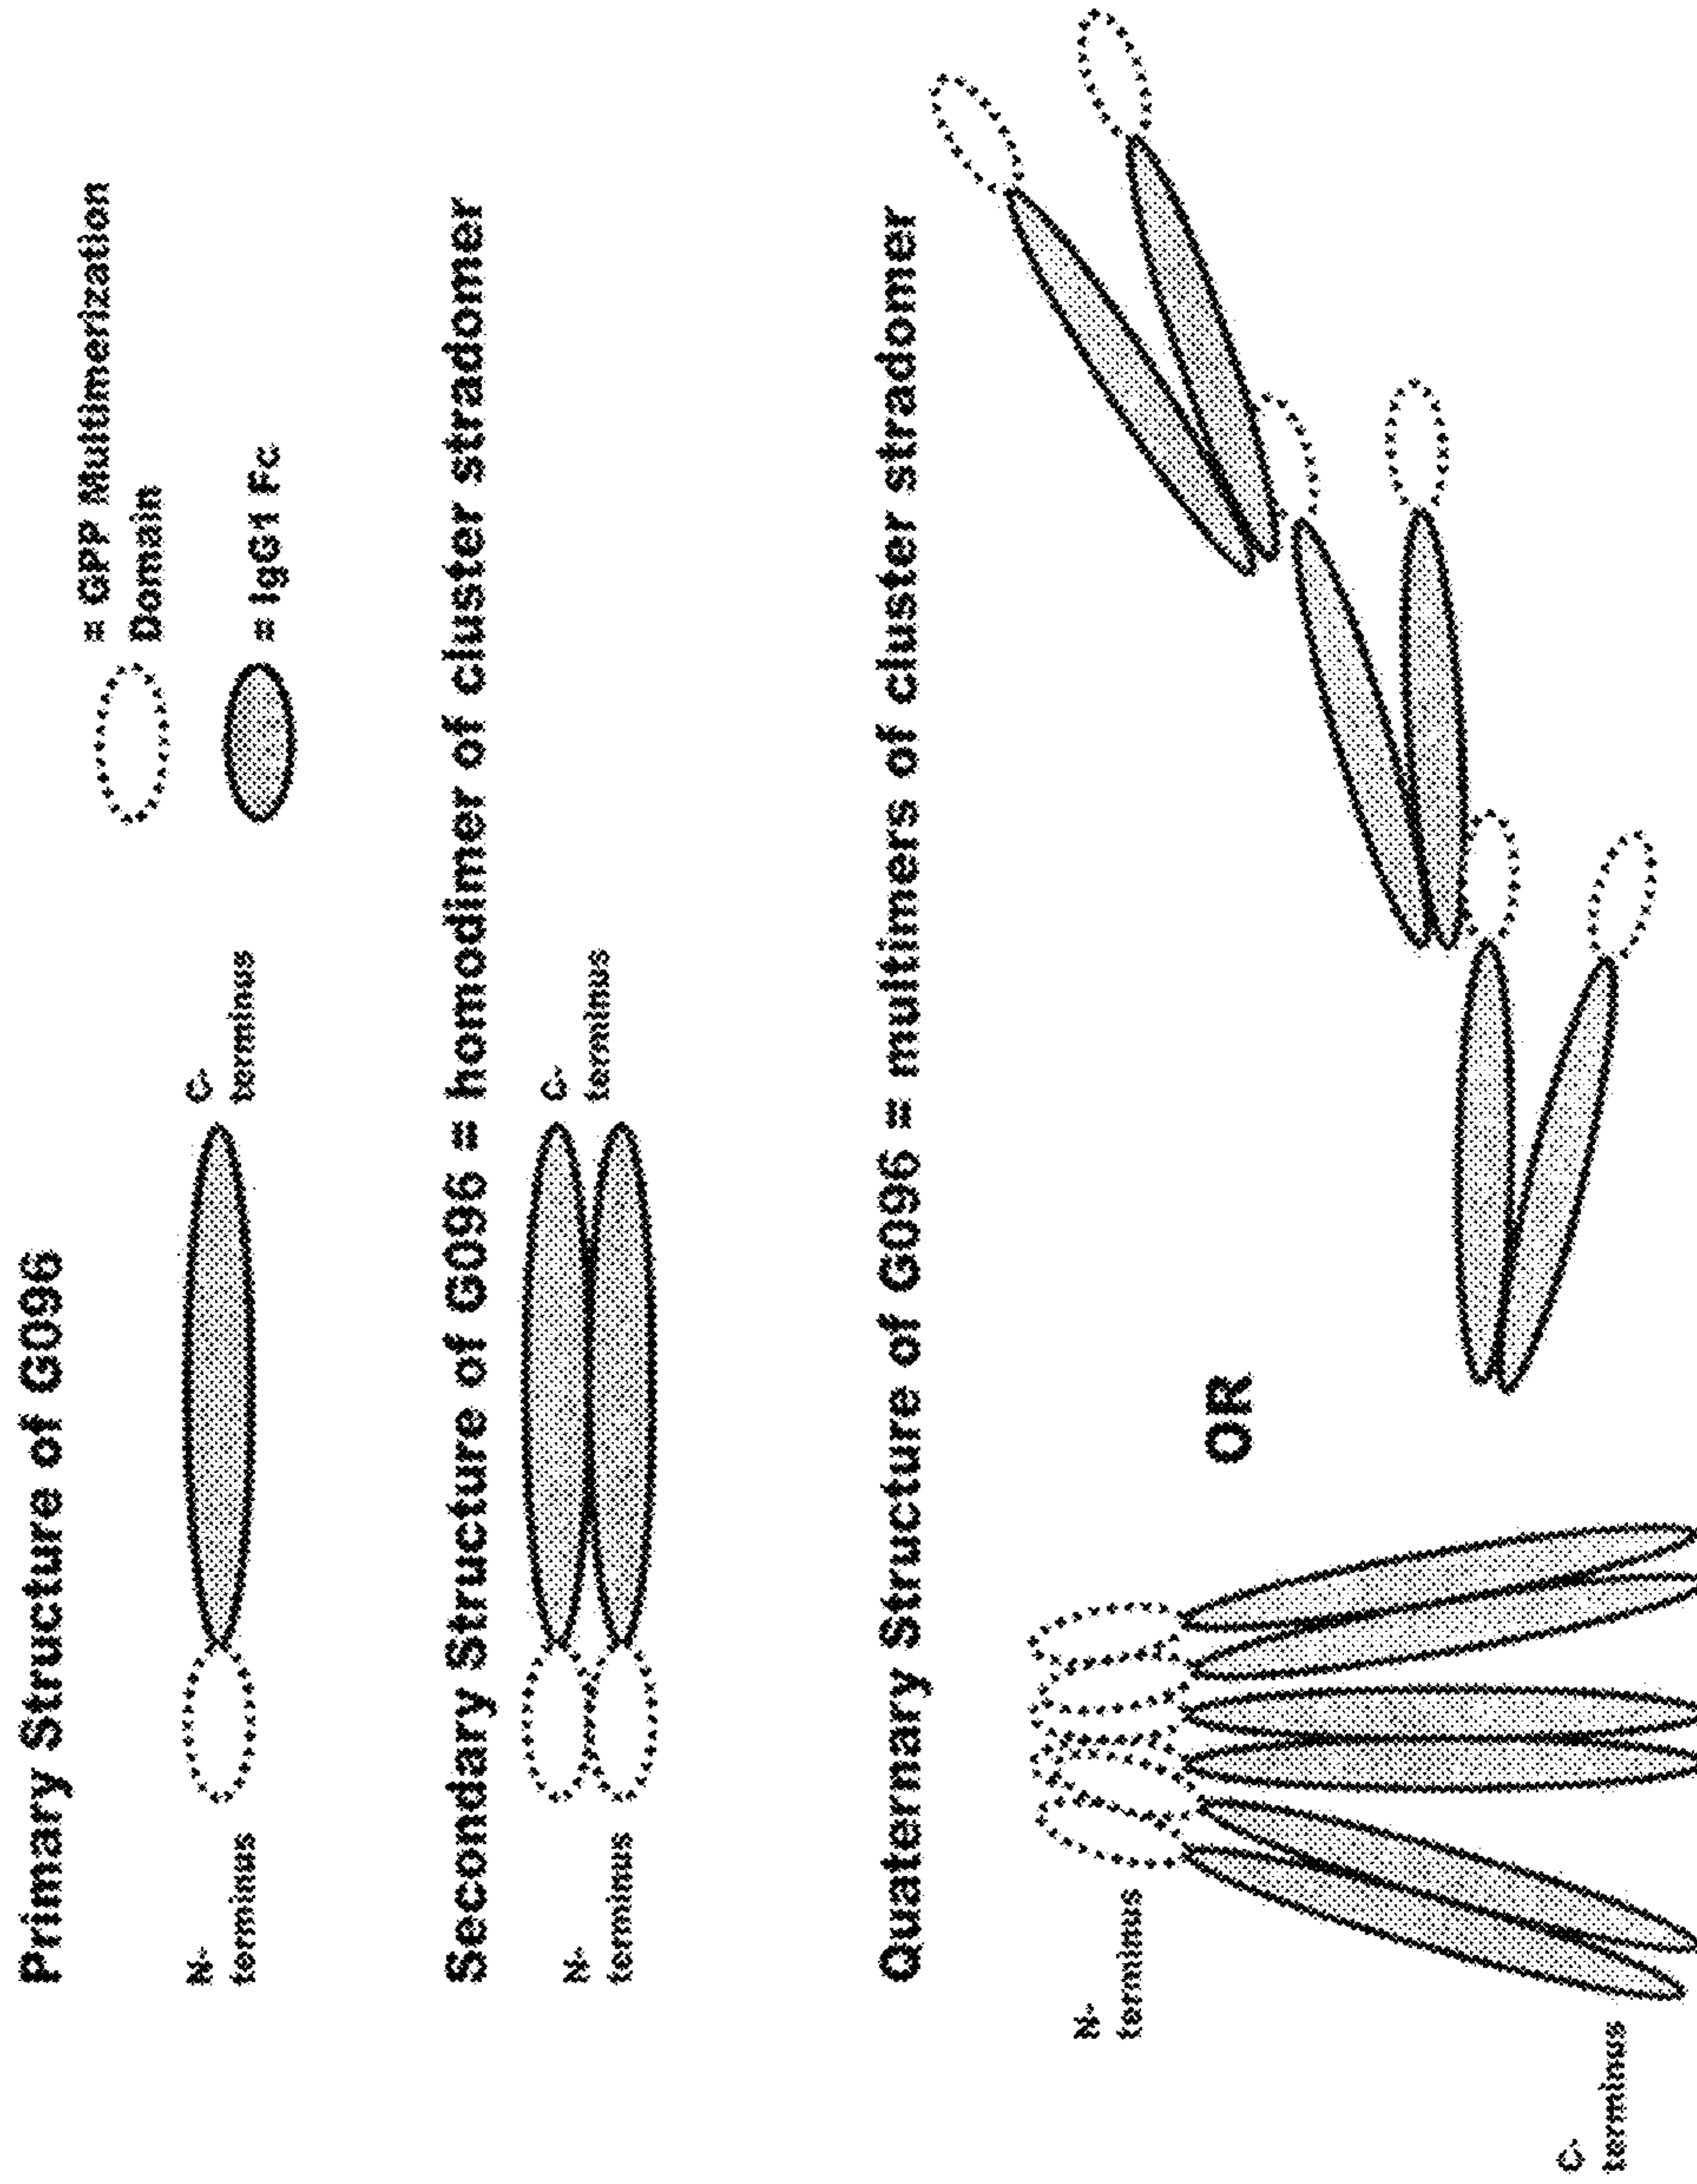 Primary Structure of G096
= GPP Multimerization
Domain
= IgG1 Fc
N-
terminus
C-
terminus
Secondary Structure of G096 = homodimer of cluster stradomer
N-
terminus
C-
terminus
Quaternary Structure of G096 = multimers of cluster stradomer
N-
terminus
OR
C-
terminus